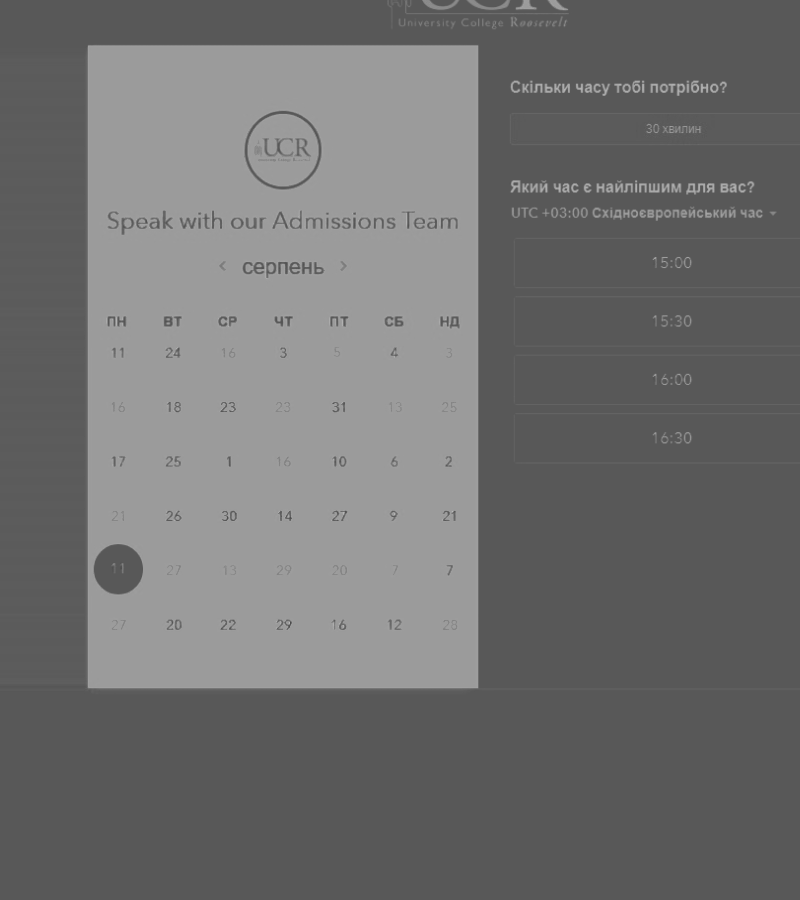 UCR
University College Roosevelt
UCR
Speak with our Admissions Team
серпень
ПН ВТ СР ЧТ ПТ СБ НД
11 24 16 3 5 4 3
16 18 23 23 31 13 25
17 25 1 16 10 6 2
21 26 30 14 27 9 21
11 27 13 29 20 7 7
27 20 22 29 16 12 28
Скільки часу тобі потрібно?
30 хвилин
Який час є найліпшим для вас?
UTC +03:00 Східноєвропейський час
15:00
15:30
16:00
16:30